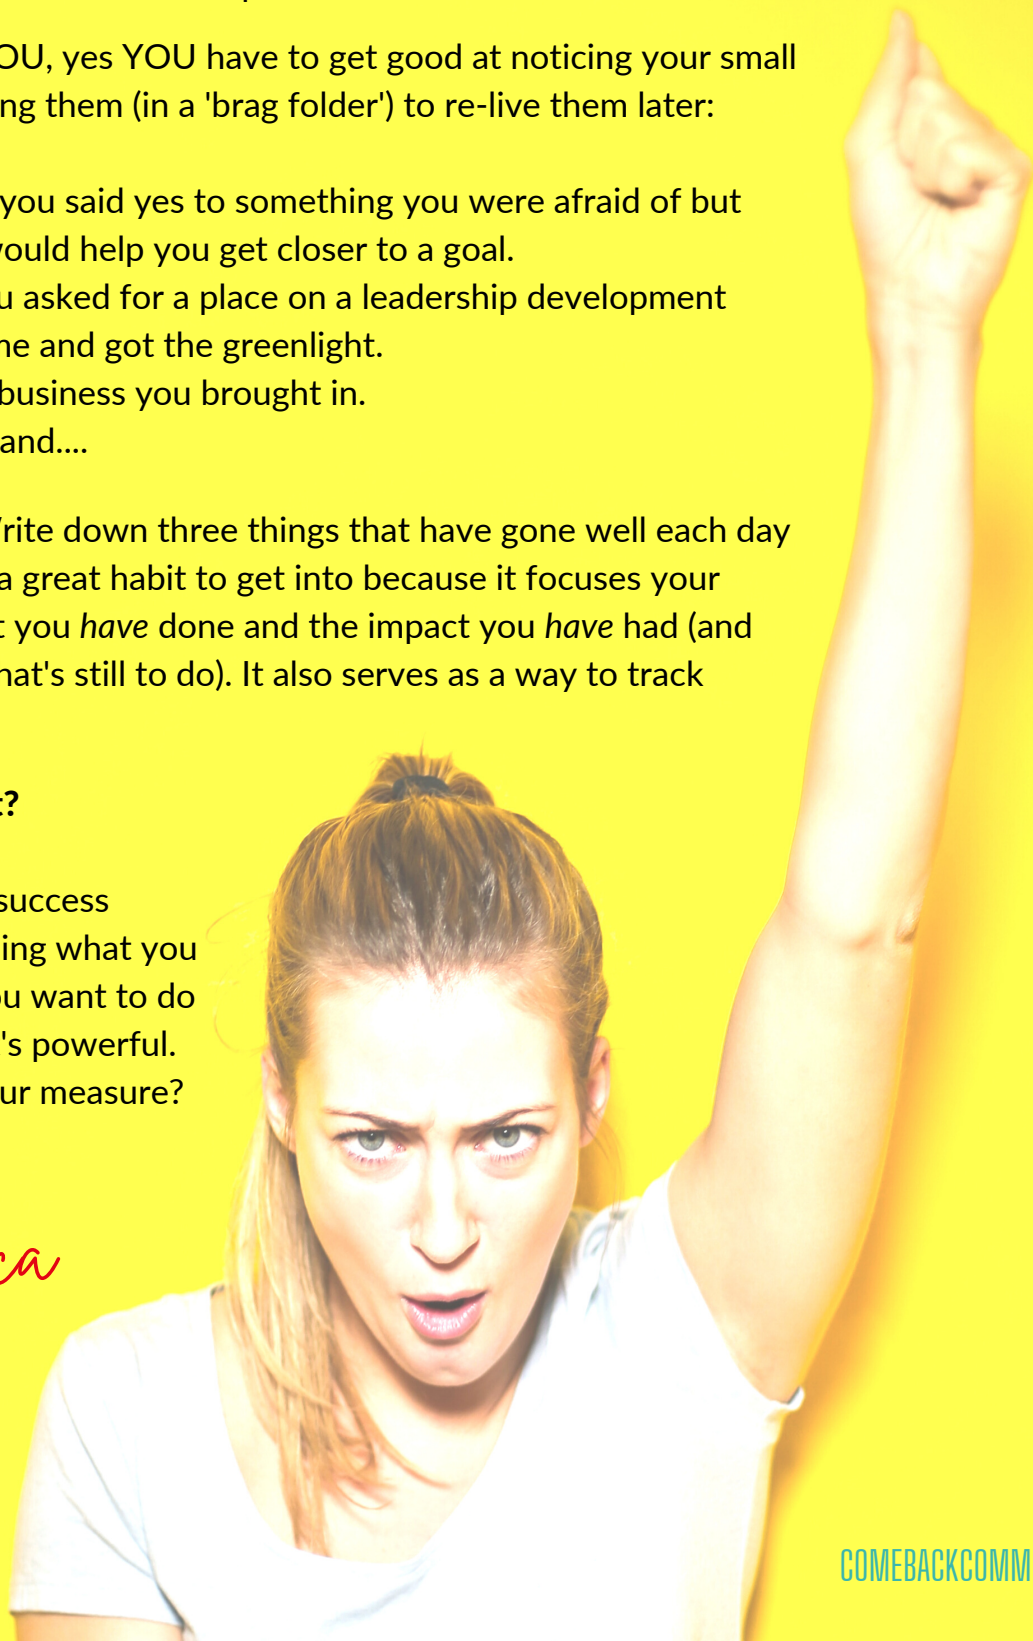 OU, yes YOU have to get good at noticing your small
ng them (in a 'brag folder') to re-live them later:
you said yes to something you were afraid of but
ould help you get closer to a goal.
u asked for a place on a leadership development
me and got the greenlight.
business you brought in.
and....
rite down three things that have gone well each day
a great habit to get into because it focuses your
t you have done and the impact you have had (and
hat's still to do). It also serves as a way to track
t?
success
ing what you
ou want to do
t's powerful.
ur measure?
ca
COMEBACKCOMM